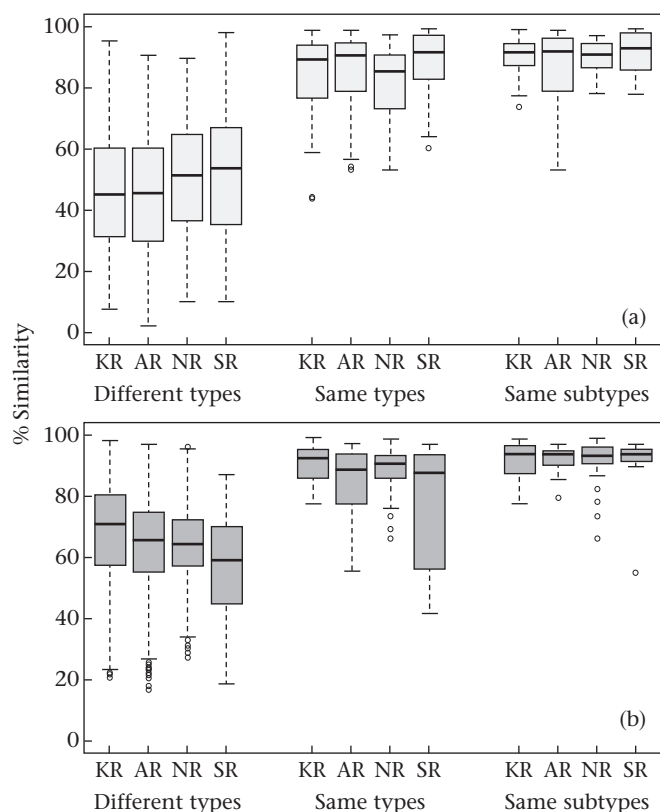 100
80
60
40
20
0
(a)
KR AR NR SR KR AR NR SR KR AR NR SR
Different types Same types Same subtypes
% Similarity
100
80
60
40
20
0
(b)
KR AR NR SR KR AR NR SR KR AR NR SR
Different types Same types Same subtypes